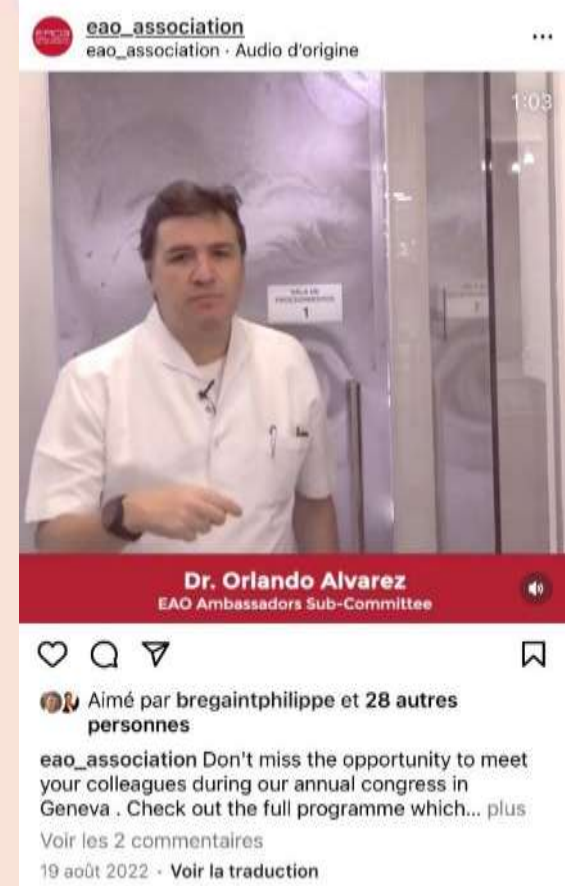 eao_association
eao_association · Audio d'origine
1:03
SALA DE
PROCEDIMIENTOS
1
Dr. Orlando Alvarez
EAO Ambassadors Sub-Committee
Aimé par bregaintphilippe et 28 autres
personnes
eao_association Don't miss the opportunity to meet
your colleagues during our annual congress in
Geneva . Check out the full programme which... plus
Voir les 2 commentaires
19 août 2022 · Voir la traduction